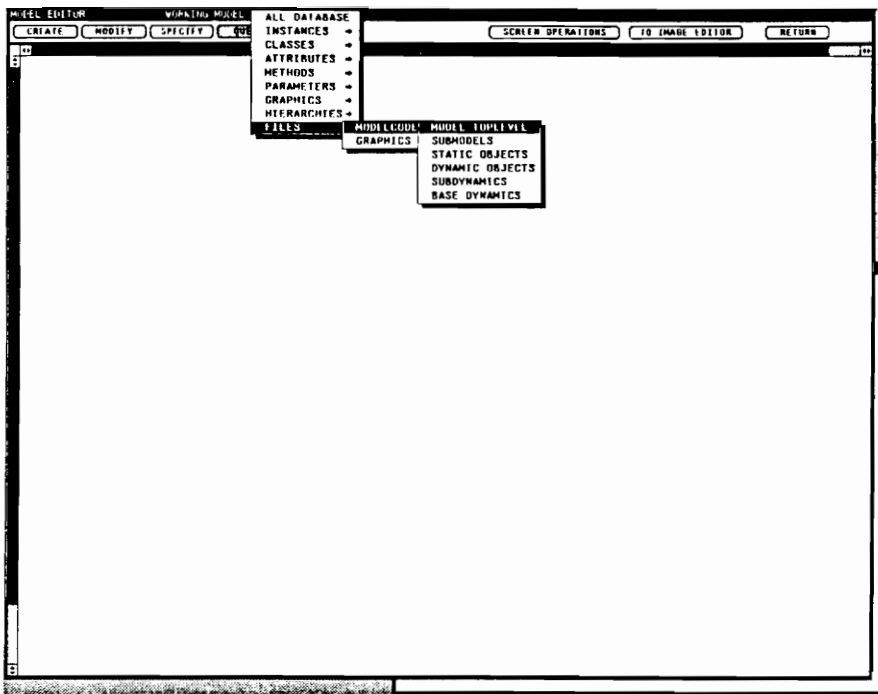 MODEL EDITOR WORKING MODEL
CREATE MODIFY SPECIFY QUE SCREEN OPERATIONS TO IMAGE EDITOR RETURN
ALL DATABASE
INSTANCES
CLASSES
ATTRIBUTES
METHODS
PARAMETERS
GRAPHICS
HIERARCHIES
FILES
MODELCODE
GRAPHICS
MODEL TOPLEVEL
SUBMODELS
STATIC OBJECTS
DYNAMIC OBJECTS
SUBDYNAMICS
BASE DYNAMICS